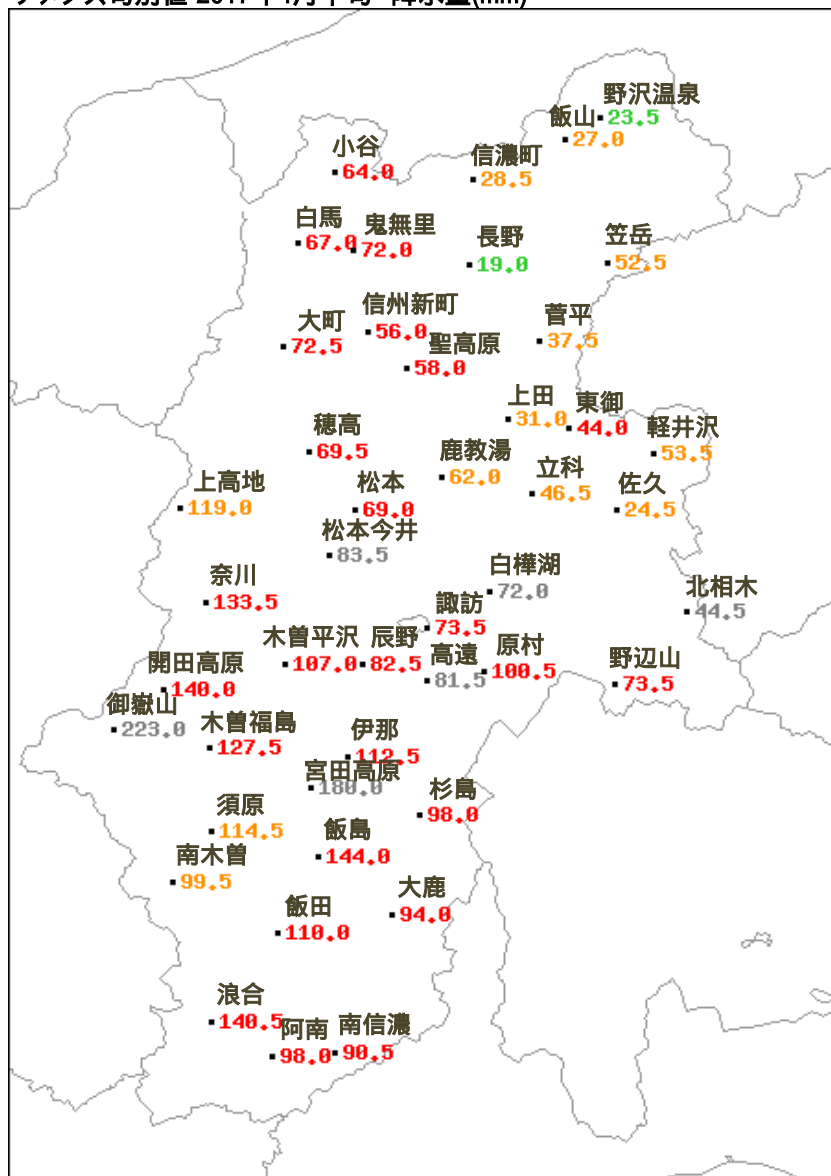 2017
(mm)
野沢温泉
23.5
飯山
27.0
小谷
64.0
信濃町
28.5
白馬
67.0
鬼無里
72.0
長野
19.0
笠岳
52.5
信州新町
56.0
大町
72.5
菅平
37.5
聖高原
58.0
上田
31.0
東御
44.0
穂高
69.5
軽井沢
53.5
鹿教湯
62.0
立科
46.5
上高地
119.0
松本
69.0
佐久
24.5
松本今井
83.5
白樺湖
72.0
奈川
133.5
北相木
44.5
諏訪
73.5
木曽平沢
107.0
辰野
82.5
高遠
81.5
原村
100.5
野辺山
73.5
開田高原
140.0
御嶽山
223.0
木曽福島
127.5
伊那
112.5
宮田高原
180.0
杉島
98.0
須原
114.5
飯島
144.0
南木曽
99.5
大鹿
94.0
飯田
110.0
浪合
140.5
阿南
98.0
南信濃
90.5